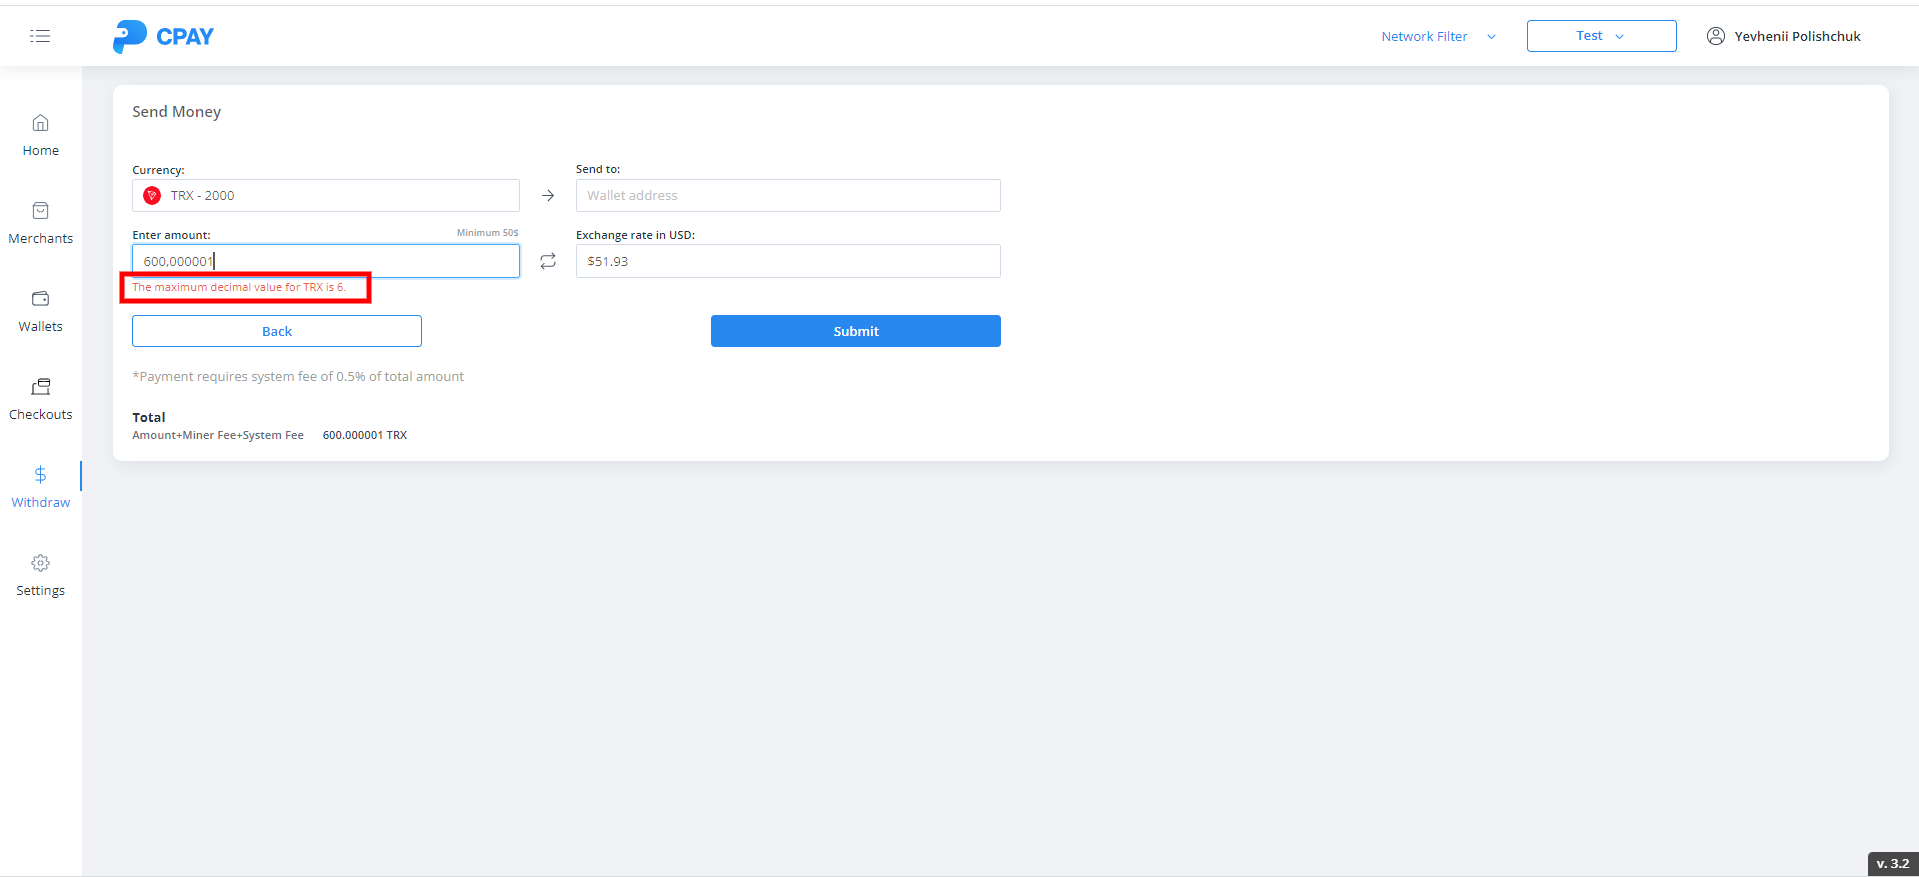 CPAY
Network Filter
Test
Yevhenii Polishchuk
Home
Merchants
Wallets
Checkouts
Withdraw
Settings
Send Money
Currency:
TRX - 2000
Send to:
Wallet address
Enter amount:
Minimum 50$
600.000001
The maximum decimal value for TRX is 6.
Exchange rate in USD:
$51.93
Back
Submit
*Payment requires system fee of 0.5% of total amount
Total
Amount+Miner Fee+System Fee 600.000001 TRX
v. 3.2